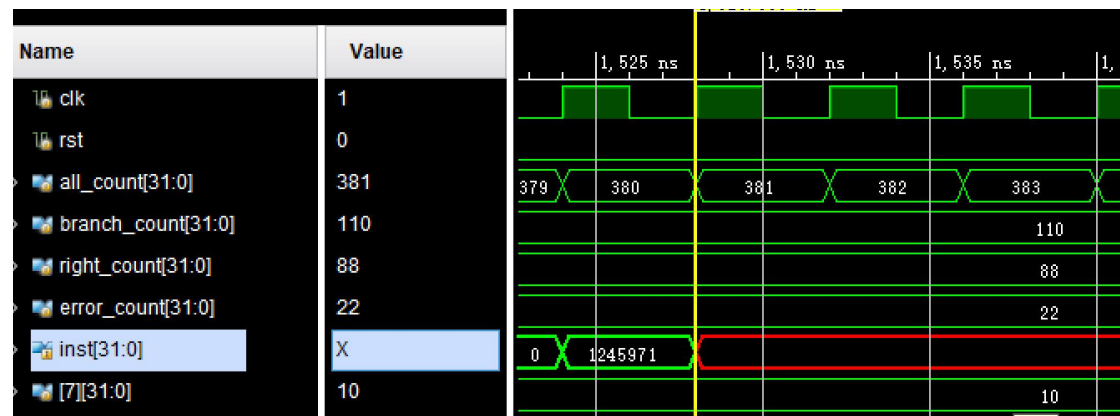 Name Value
1,525 ns 1,530 ns 1,535 ns 1,
clk 1
rst 0
all_count[31:0] 381 379 380 381 382 383
branch_count[31:0] 110 110
right_count[31:0] 88 88
error_count[31:0] 22 22
inst[31:0] X 0 1245971
[7][31:0] 10 10